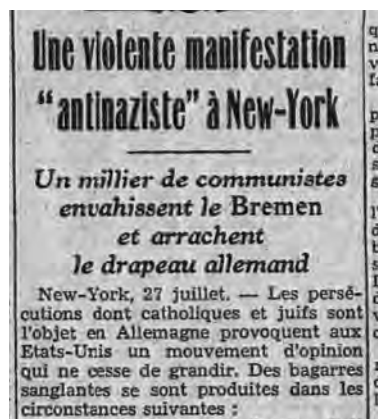 Une violente manifestation
"antinaziste" à New-York
Un millier de communistes
envahissent le Bremen
et arrachent
le drapeau allemand
New-York, 27 juillet. — Les persé-
cutions dont catholiques et juifs sont
l'objet en Allemagne provoquent aux
Etats-Unis un mouvement d'opinion
qui ne cesse de grandir. Des bagarres
sanglantes se sont produites dans les
circonstances suivantes :